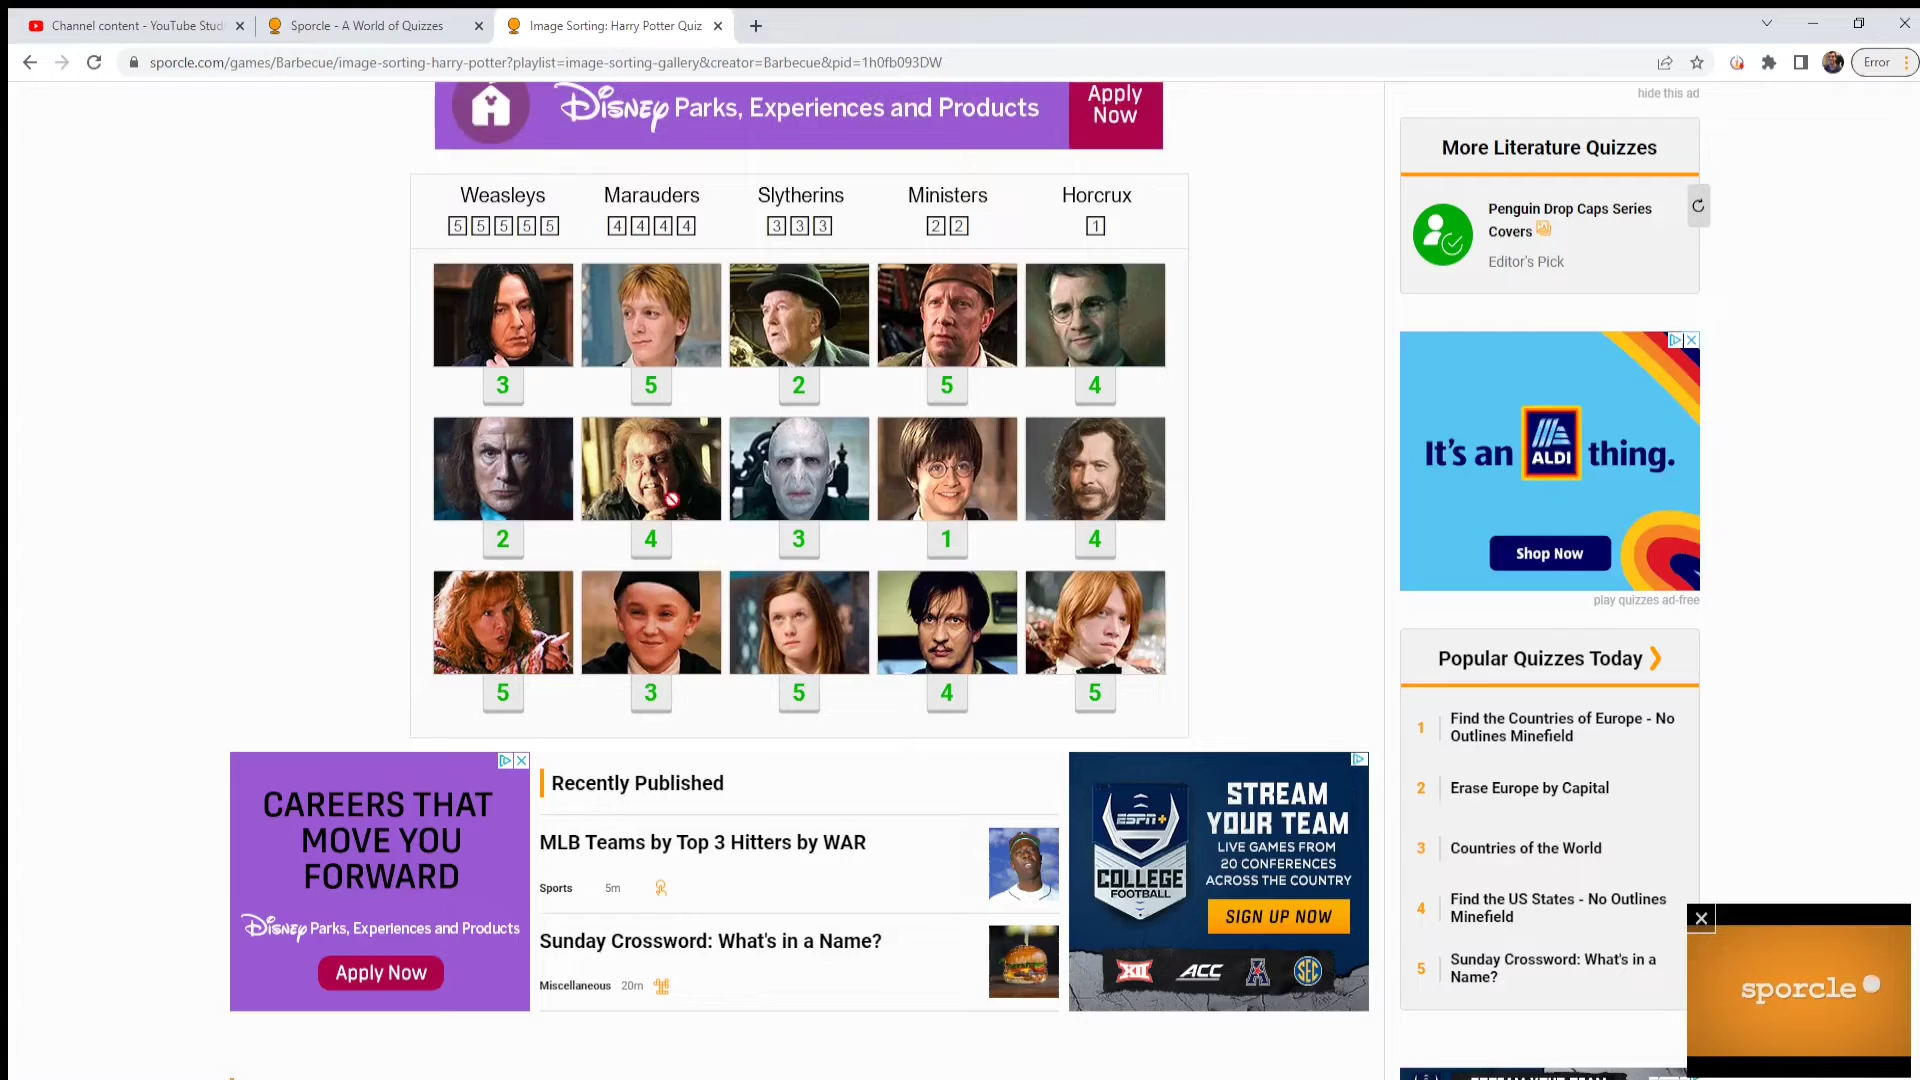 Channel content - YouTube Stud
Sporcle - A World of Quizzes
Image Sorting: Harry Potter Quiz
sporcle.com/games/Barbecue/image-sorting-harry-potter?playlist=image-sorting-gallery&creator=Barbecue&pid=1h0fb093DW
Error
Disney Parks, Experiences and Products
Apply
Now
hide this ad
Weasleys Marauders Slytherins Ministers Horcrux
5 5 5 5 5 4 4 4 4 3 3 3 2 2 1
3 5 2 5 4
2 4 3 1 4
5 3 5 4 5
More Literature Quizzes
Penguin Drop Caps Series
Covers
Editor's Pick
It's an ALDI thing.
Shop Now
play quizzes ad-free
Popular Quizzes Today
1 Find the Countries of Europe - No
Outlines Minefield
2 Erase Europe by Capital
3 Countries of the World
4 Find the US States - No Outlines
Minefield
5 Sunday Crossword: What's in a
Name?
CAREERS THAT
MOVE YOU
FORWARD
Disney Parks, Experiences and Products
Apply Now
Recently Published
MLB Teams by Top 3 Hitters by WAR
Sports 5m
Sunday Crossword: What's in a Name?
Miscellaneous 20m
ESPN+
COLLEGE
FOOTBALL
STREAM
YOUR TEAM
LIVE GAMES FROM
20 CONFERENCES
ACROSS THE COUNTRY
SIGN UP NOW
XII ACC A SEC
sporcle